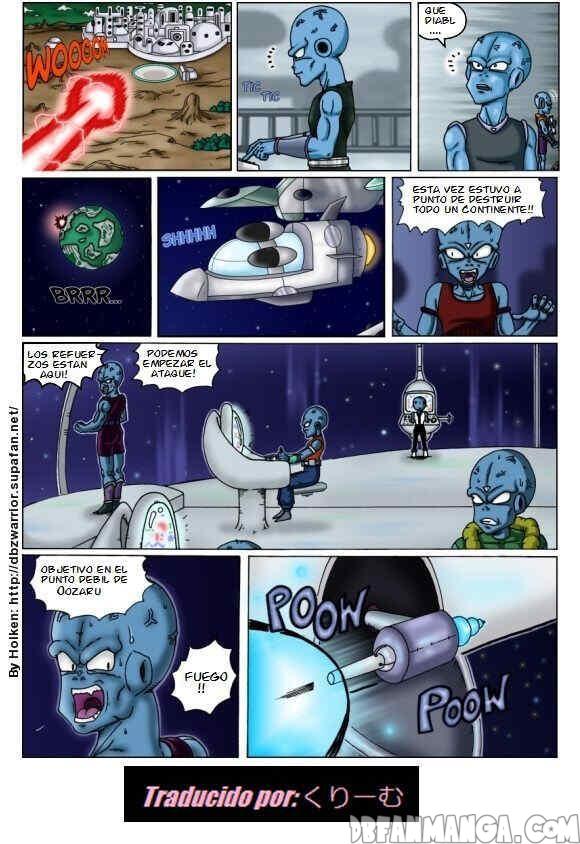 WOOOOM
TIC
TIC
QUE
DIABL
....
BRRR...
SHHHHH
ESTA VEZ ESTUVO A
PUNTO DE DESTRUIR
TODO UN CONTINENTE!!
LOS REFUER-
ZOS ESTAN
AQUI!
PODEMOS
EMPEZAR EL
ATAQUE!
OBJETIVO EN EL
PUNTO DEBIL DE
OOZARU
FUEGO
!!
POOW
POOW
By Holken: http://dbzwarrior.supafan.net/
Traducido por: くりーむ
DBFANMANGA.COM